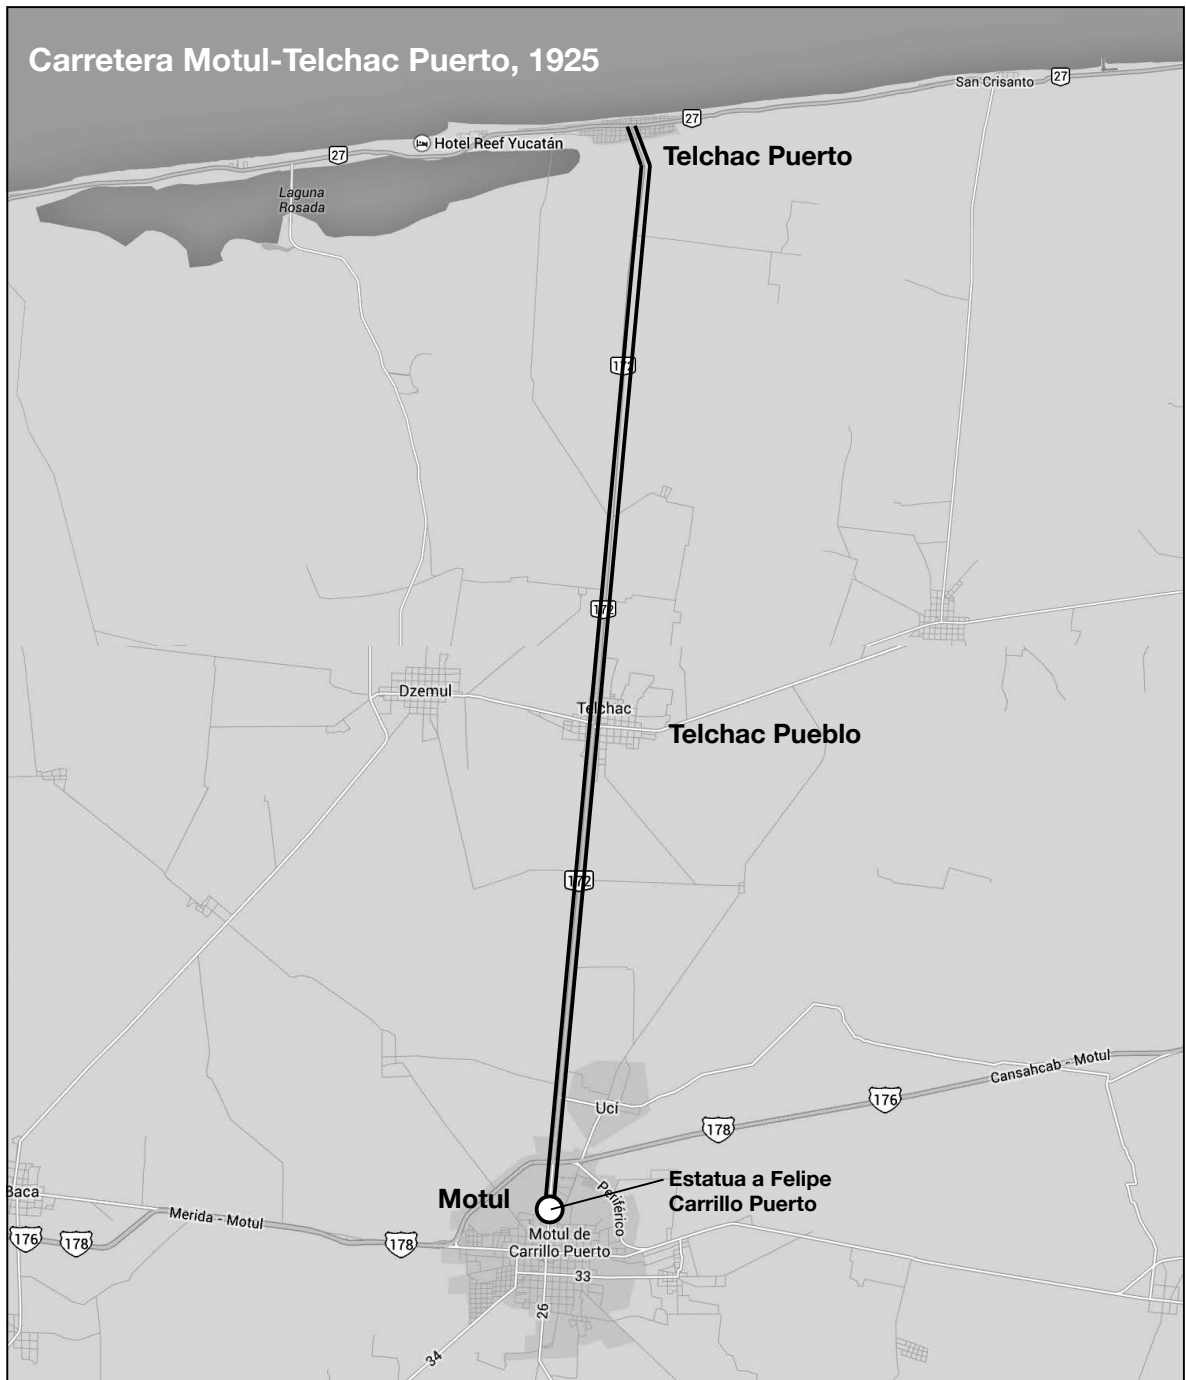 Carretera Motul-Telchac Puerto, 1925
San Crisanto
27
27
Hotel Reef Yucatán
27
Telchac Puerto
Laguna
Rosada
172
172
Dzemul
Telchac
Telchac Pueblo
172
Cansahcab - Motul
176
Ucí
178
Estatua a Felipe
Carrillo Puerto
Periférico
Motul
Baca
Merida - Motul
Motul de
Carrillo Puerto
176
178
178
33
26
34